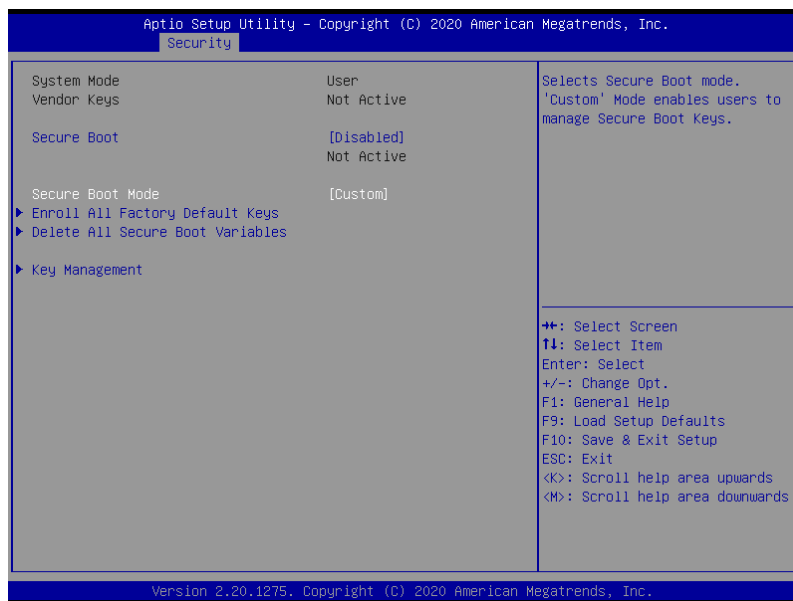 Aptio Setup Utility – Copyright (C) 2020 American Megatrends, Inc.
Security
System Mode User
Vendor Keys Not Active
Secure Boot [Disabled]
Not Active
Secure Boot Mode [Custom]
Enroll All Factory Default Keys
Delete All Secure Boot Variables
Key Management
Selects Secure Boot mode.
'Custom' Mode enables users to
manage Secure Boot Keys.
→←: Select Screen
↑↓: Select Item
Enter: Select
+/-: Change Opt.
F1: General Help
F9: Load Setup Defaults
F10: Save & Exit Setup
ESC: Exit
<K>: Scroll help area upwards
<M>: Scroll help area downwards
Version 2.20.1275. Copyright (C) 2020 American Megatrends, Inc.